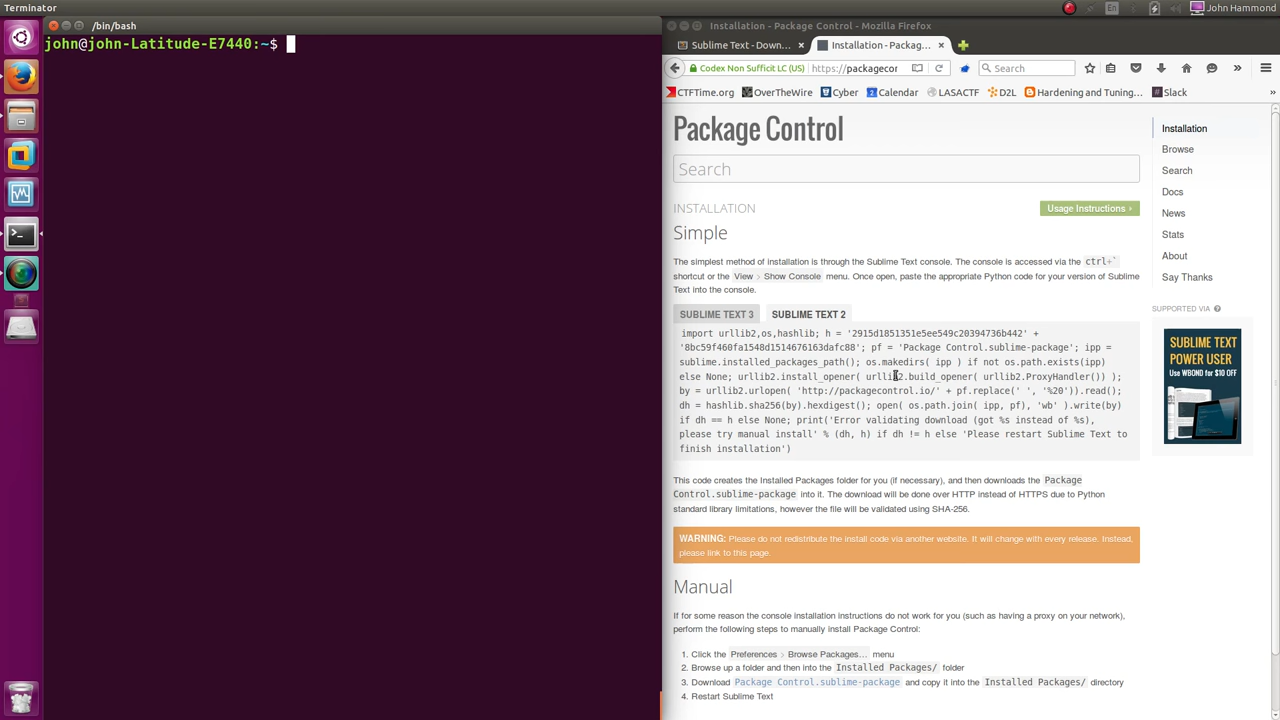 Terminator
En
John Hammond
/bin/bash
john@john-Latitude-E7440:~$
Installation - Package Control - Mozilla Firefox
Sublime Text - Down...
Installation - Packag...
Codex Non Sufficit LC (US)
https://packagecor
Search
CTFTime.org
OverTheWire
Cyber
Calendar
LASACTF
D2L
Hardening and Tuning...
Slack
Package Control
Search
INSTALLATION
Usage Instructions ›
Simple
The simplest method of installation is through the Sublime Text console. The console is accessed via the ctrl+`
shortcut or the View > Show Console menu. Once open, paste the appropriate Python code for your version of Sublime
Text into the console.
SUBLIME TEXT 3
SUBLIME TEXT 2
import urllib2,os,hashlib; h = '2915d1851351e5ee549c20394736b442' +
'8bc59f460fa1548d1514676163dafc88'; pf = 'Package Control.sublime-package'; ipp =
sublime.installed_packages_path(); os.makedirs( ipp ) if not os.path.exists(ipp)
else None; urllib2.install_opener( urllib2.build_opener( urllib2.ProxyHandler()) );
by = urllib2.urlopen( 'http://packagecontrol.io/' + pf.replace(' ', '%20')).read();
dh = hashlib.sha256(by).hexdigest(); open( os.path.join( ipp, pf), 'wb' ).write(by)
if dh == h else None; print('Error validating download (got %s instead of %s),
please try manual install' % (dh, h) if dh != h else 'Please restart Sublime Text to
finish installation')
This code creates the Installed Packages folder for you (if necessary), and then downloads the Package
Control.sublime-package into it. The download will be done over HTTP instead of HTTPS due to Python
standard library limitations, however the file will be validated using SHA-256.
WARNING: Please do not redistribute the install code via another website. It will change with every release. Instead,
please link to this page.
Manual
If for some reason the console installation instructions do not work for you (such as having a proxy on your network),
perform the following steps to manually install Package Control:
1. Click the Preferences > Browse Packages… menu
2. Browse up a folder and then into the Installed Packages/ folder
3. Download Package Control.sublime-package and copy it into the Installed Packages/ directory
4. Restart Sublime Text
Installation
Browse
Search
Docs
News
Stats
About
Say Thanks
SUPPORTED VIA
SUBLIME TEXT
POWER USER
Use WBOND for $10 OFF